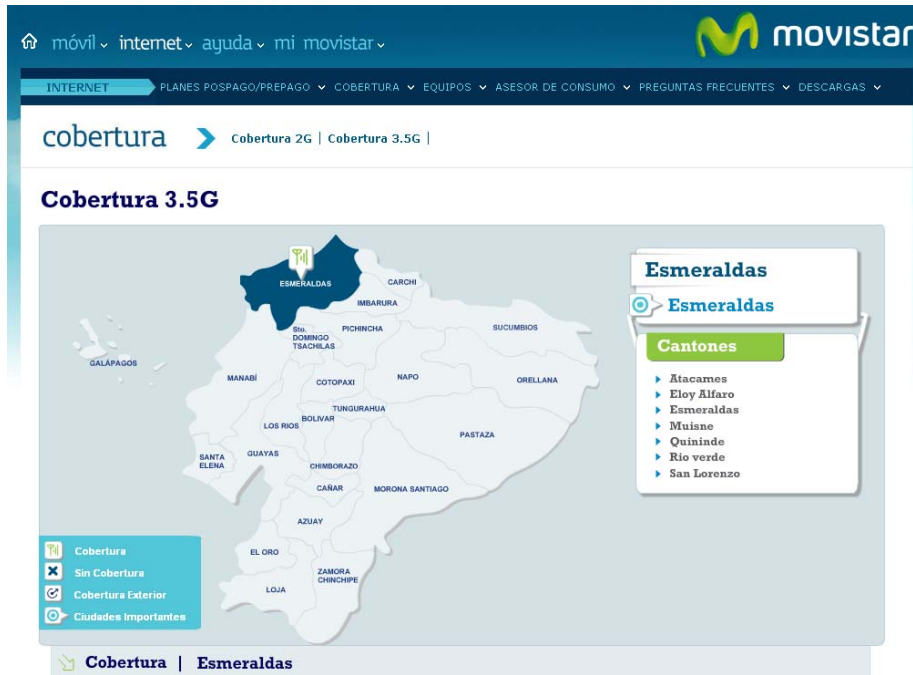 móvil internet ayuda mi movistar
movistar
INTERNET PLANES POSPAGO/PREPAGO COBERTURA EQUIPOS ASESOR DE CONSUMO PREGUNTAS FRECUENTES DESCARGAS
cobertura Cobertura 2G | Cobertura 3.5G |
Cobertura 3.5G
ESMERALDAS
CARCHI
IMBARURA
Sto.
DOMINGO
TSACHILAS
PICHINCHA
SUCUMBIOS
GALÁPAGOS
MANABÍ
COTOPAXI
NAPO
ORELLANA
TUNGURAHUA
BOLIVAR
LOS RIOS
PASTAZA
SANTA
ELENA
GUAYAS
CHIMBORAZO
CAÑAR
MORONA SANTIAGO
AZUAY
EL ORO
ZAMORA
CHINCHIPE
LOJA
Esmeraldas
Esmeraldas
Cantones
Atacames
Eloy Alfaro
Esmeraldas
Muisne
Quininde
Rio verde
San Lorenzo
Cobertura
Sin Cobertura
Cobertura Exterior
Ciudades Importantes
Cobertura | Esmeraldas